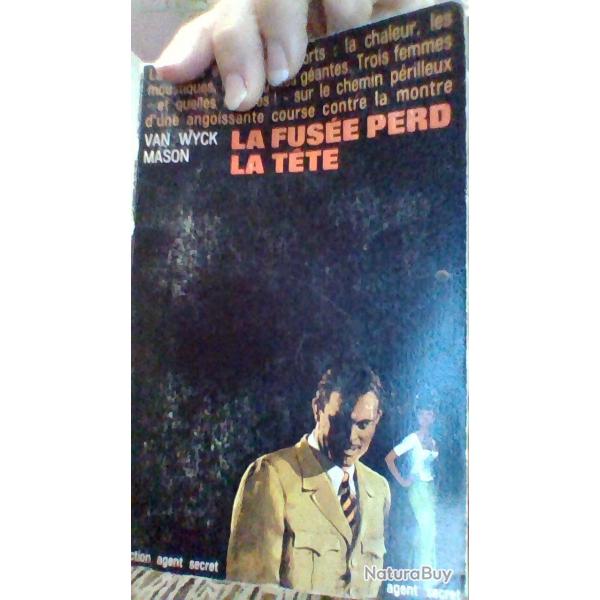 orts : la chaleur, les
moustiques, géantes. Trois femmes
- et quelles ! - sur le chemin périlleux
d'une angoissante course contre la montre
VAN WYCK
MASON
LA FUSÉE PERD
LA TÊTE
ction agent secret
agent secret
NaturaBuy